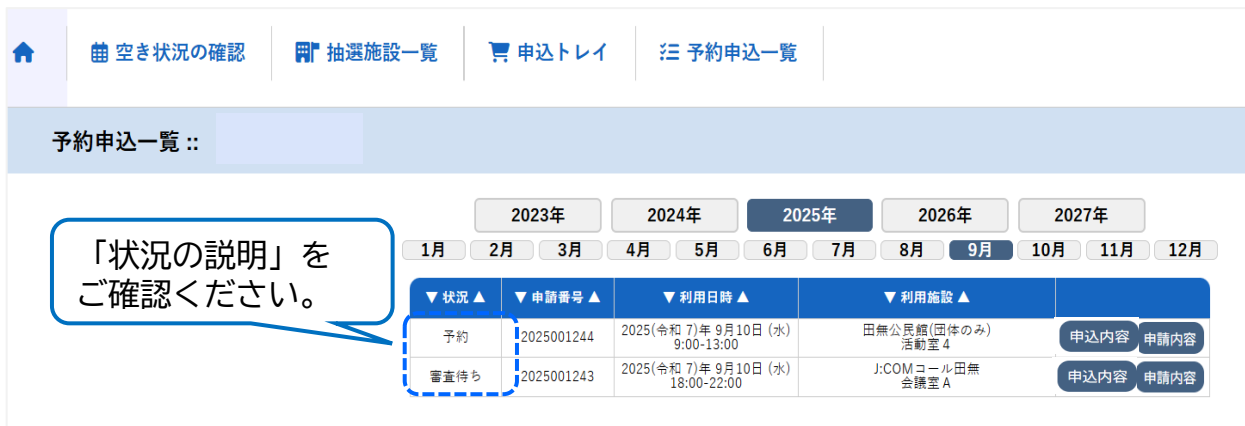 空き状況の確認 抽選施設一覧 申込トレイ 予約申込一覧
予約申込一覧 ::
2023年 2024年 2025年 2026年 2027年
「状況の説明」を
ご確認ください。
1月 2月 3月 4月 5月 6月 7月 8月 9月 10月 11月 12月
▼ 状況 ▲ ▼ 申請番号 ▲ ▼ 利用日時 ▲ ▼ 利用施設 ▲
予約 2025001244 2025(令和 7)年 9月10日 (水) 田無公民館(団体のみ) 申込内容 申請内容
9:00-13:00 活動室４
審査待ち 2025001243 2025(令和 7)年 9月10日 (水) J:COMコール田無 申込内容 申請内容
18:00-22:00 会議室Ａ